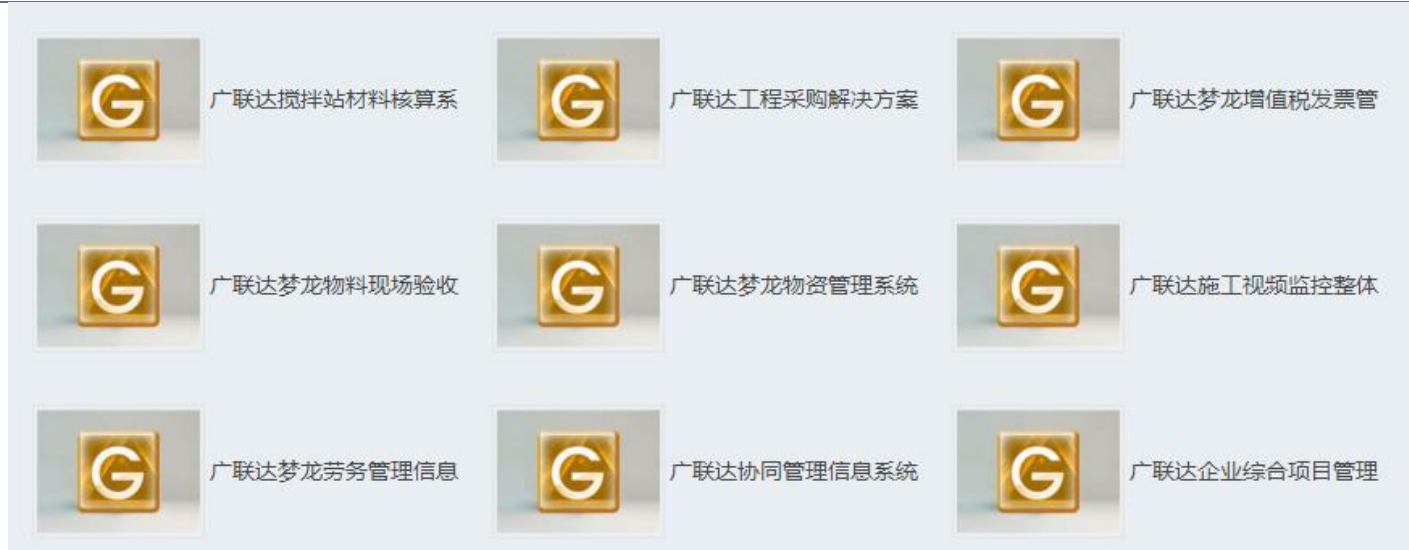 G 广联达搅拌站材料核算系
G 广联达工程采购解决方案
G 广联达梦龙增值税发票管
G 广联达梦龙物料现场验收
G 广联达梦龙物资管理系统
G 广联达施工视频监控整体
G 广联达梦龙劳务管理信息
G 广联达协同管理信息系统
G 广联达企业综合项目管理